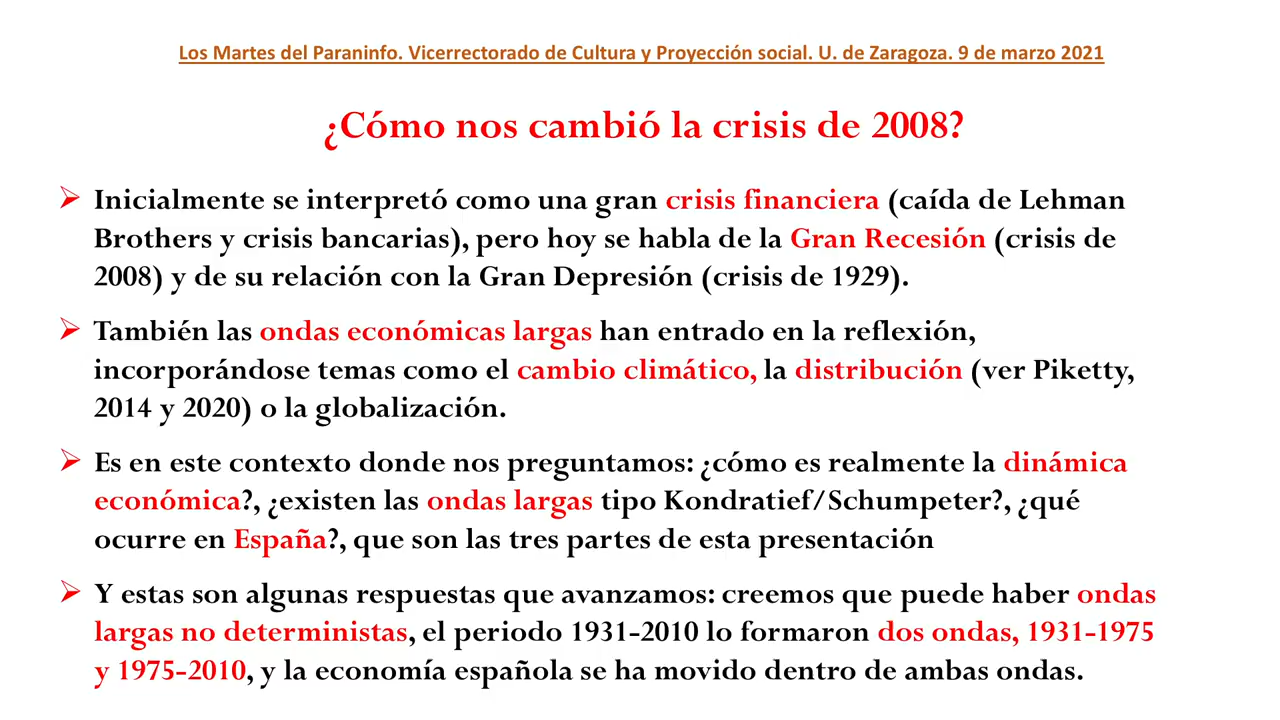 Los Martes del Paraninfo. Vicerrectorado de Cultura y Proyección social. U. de Zaragoza. 9 de marzo 2021
¿Cómo nos cambió la crisis de 2008?
Inicialmente se interpretó como una gran crisis financiera (caída de Lehman
Brothers y crisis bancarias), pero hoy se habla de la Gran Recesión (crisis de
2008) y de su relación con la Gran Depresión (crisis de 1929).
También las ondas económicas largas han entrado en la reflexión,
incorporándose temas como el cambio climático, la distribución (ver Piketty,
2014 y 2020) o la globalización.
Es en este contexto donde nos preguntamos: ¿cómo es realmente la dinámica
económica?, ¿existen las ondas largas tipo Kondratief/Schumpeter?, ¿qué
ocurre en España?, que son las tres partes de esta presentación
Y estas son algunas respuestas que avanzamos: creemos que puede haber ondas
largas no deterministas, el periodo 1931-2010 lo formaron dos ondas, 1931-1975
y 1975-2010, y la economía española se ha movido dentro de ambas ondas.